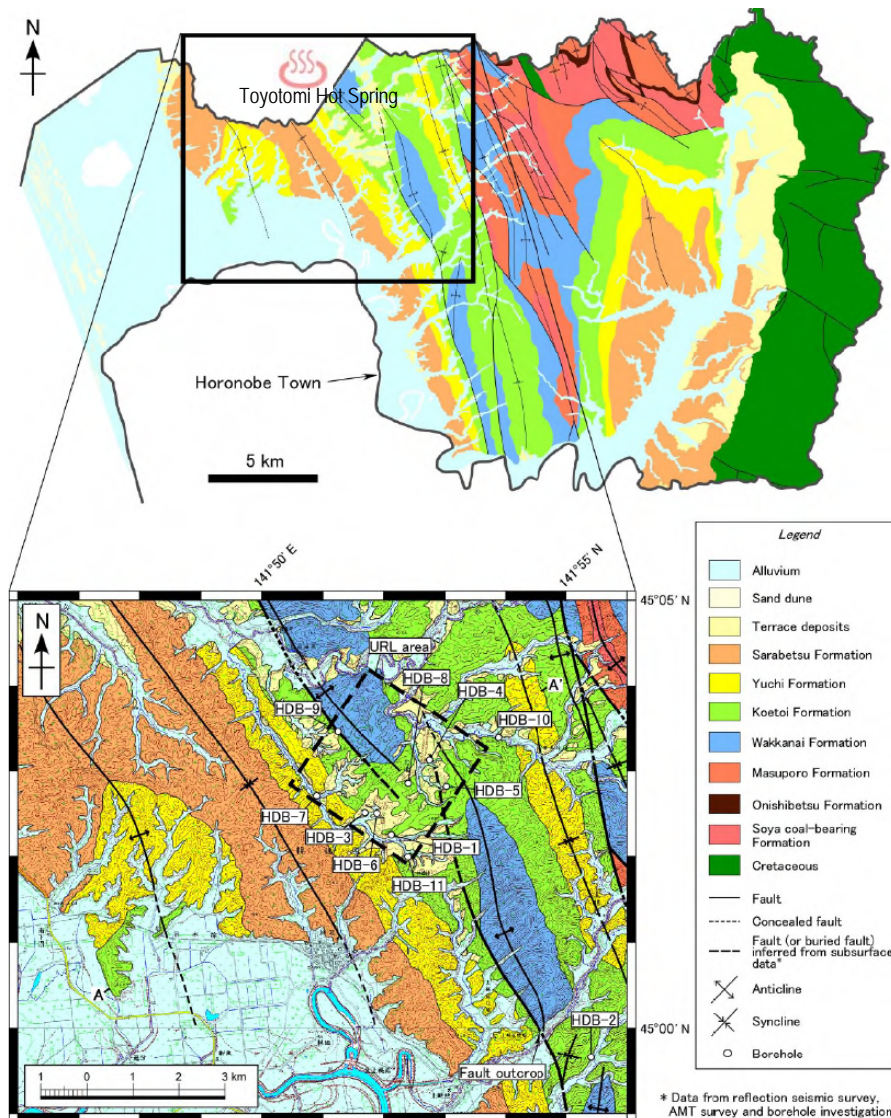 N
Toyotomi Hot Spring
Horonobe Town
5 km
141°50' E
141°55' N
45°05' N
N
URL area
HDB-8
HDB-4
A'
HDB-9
HDB-10
HDB-5
HDB-7
HDB-3
HDB-1
HDB-6
HDB-11
A
45°00' N
HDB-2
Fault outcrop
1 0 1 2 3 km
Legend
Alluvium
Sand dune
Terrace deposits
Sarabetsu Formation
Yuchi Formation
Koetoi Formation
Wakkanai Formation
Masuporo Formation
Onishibetsu Formation
Soya coal-bearing
Formation
Cretaceous
Fault
Concealed fault
Fault (or buried fault)
inferred from subsurface
data*
Anticline
Syncline
Borehole
* Data from reflection seismic survey,
AMT survey and borehole investigation